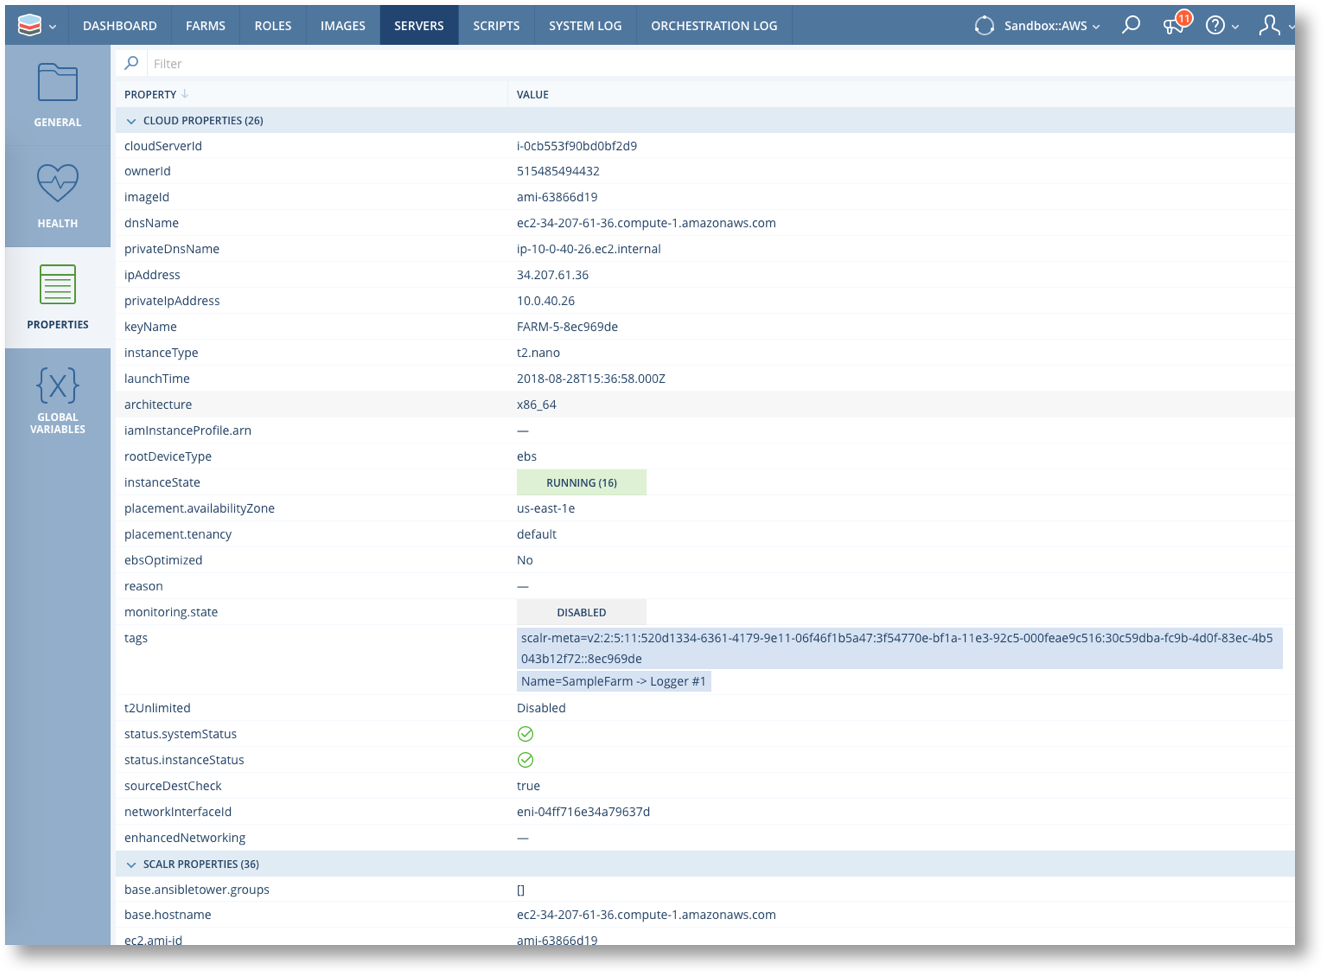 DASHBOARD FARMS ROLES IMAGES SERVERS SCRIPTS SYSTEM LOG ORCHESTRATION LOG Sandbox::AWS 11
GENERAL
HEALTH
PROPERTIES
{X}
GLOBAL
VARIABLES
Filter
PROPERTY VALUE
CLOUD PROPERTIES (26)
cloudServerId i-0cb553f90bd0bf2d9
ownerId 515485494432
imageId ami-63866d19
dnsName ec2-34-207-61-36.compute-1.amazonaws.com
privateDnsName ip-10-0-40-26.ec2.internal
ipAddress 34.207.61.36
privateIpAddress 10.0.40.26
keyName FARM-5-8ec969de
instanceType t2.nano
launchTime 2018-08-28T15:36:58.000Z
architecture x86_64
iamInstanceProfile.arn —
rootDeviceType ebs
instanceState RUNNING (16)
placement.availabilityZone us-east-1e
placement.tenancy default
ebsOptimized No
reason —
monitoring.state DISABLED
tags scalr-meta=v2:2:5:11:520d1334-6361-4179-9e11-06f46f1b5a47:3f54770e-bf1a-11e3-92c5-000feae9c516:30c59dba-fc9b-4d0f-83ec-4b5
043b12f72::8ec969de
Name=SampleFarm -> Logger #1
t2Unlimited Disabled
status.systemStatus
status.instanceStatus
sourceDestCheck true
networkInterfaceId eni-04ff716e34a79637d
enhancedNetworking —
SCALR PROPERTIES (36)
base.ansibletower.groups []
base.hostname ec2-34-207-61-36.compute-1.amazonaws.com
ec2.ami-id ami-63866d19